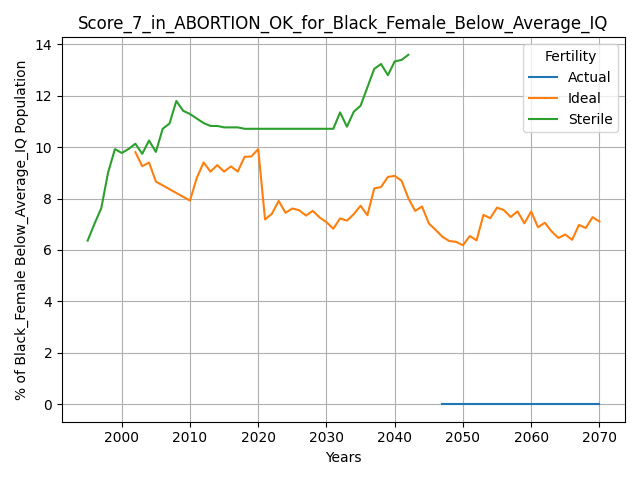 Score_7_in_ABORTION_OK_for_Black_Female_Below_Average_IQ
% of Black_Female Below_Average_IQ Population
14
12
10
8
6
4
2
0
Fertility
Actual
Ideal
Sterile
2000 2010 2020 2030 2040 2050 2060 2070
Years